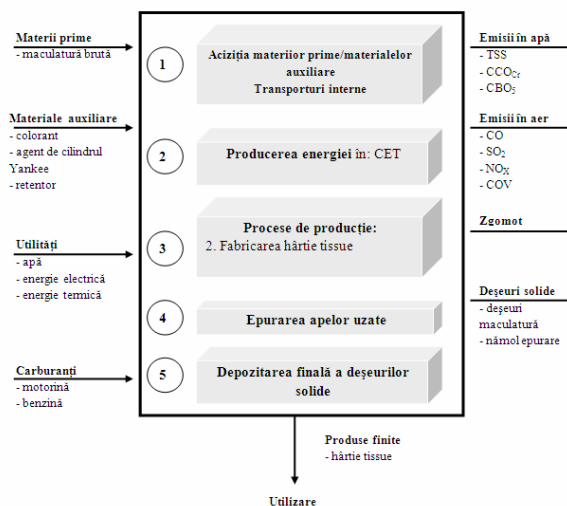 Materii prime
- maculatură brută
Materiale auxiliare
- colorant
- agent de cilindrul
Yankee
- retentor
Utilități
- apă
- energie electrică
- energie termică
Carburanți
- motorină
- benzină
1
Aciziția materiior prime/materialelor
auxiliare
Transporturi interne
2
Producerea energiei în: CET
3
Procese de producție:
2. Fabricarea hârtie tissue
4
Epurarea apelor uzate
5
Depozitarea finală a deșeurilor
solide
Emisii în apă
- TSS
- CCOCr
- CBO5
Emisii în aer
- CO
- SO2
- NOX
- COV
Zgomot
Deșeuri solide
- deșeuri
maculatură
- nămol epurare
Produse finite
- hârtie tissue
Utilizare